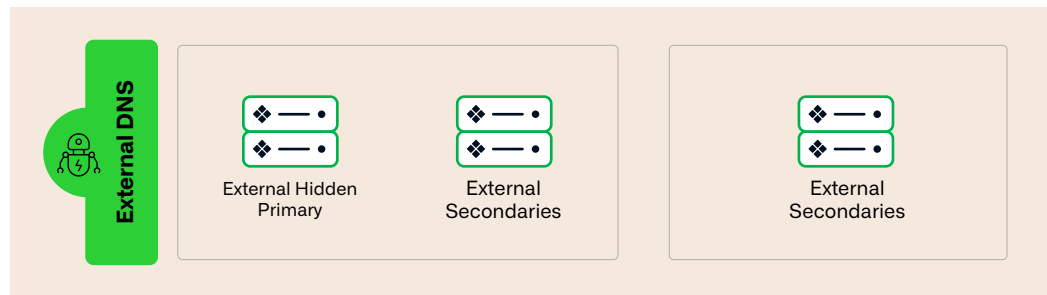 External DNS
External Hidden
Primary
External
Secondaries
External
Secondaries